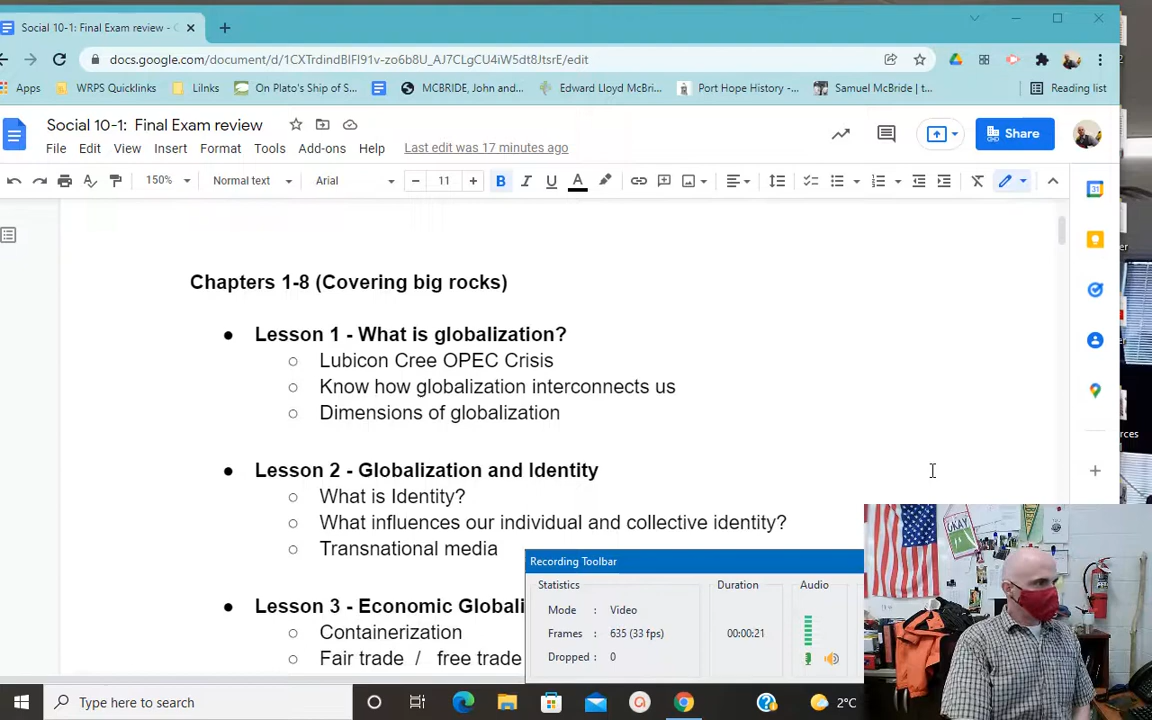 Social 10-1: Final Exam review -
docs.google.com/document/d/1CXTrdindBIFI91v-zo6b8U_AJ7CLgCU4iW5dt8JtsrE/edit
Apps WRPS Quicklinks Lilnks On Plato's Ship of S... MCBRIDE, John and... Edward Lloyd McBri... Port Hope History -... Samuel McBride | t... Reading list
Social 10-1: Final Exam review
Share
File Edit View Insert Format Tools Add-ons Help Last edit was 17 minutes ago
150% Normal text Arial 11 B I U A
31
Chapters 1-8 (Covering big rocks)
● Lesson 1 - What is globalization?
○ Lubicon Cree OPEC Crisis
○ Know how globalization interconnects us
○ Dimensions of globalization
● Lesson 2 - Globalization and Identity
○ What is Identity?
○ What influences our individual and collective identity?
○ Transnational media
● Lesson 3 - Economic Globali
○ Containerization
○ Fair trade / free trade
Recording Toolbar
Statistics Duration Audio
Mode : Video
Frames : 635 (33 fps) 00:00:21
Dropped : 0
OKAY
Type here to search
2°C